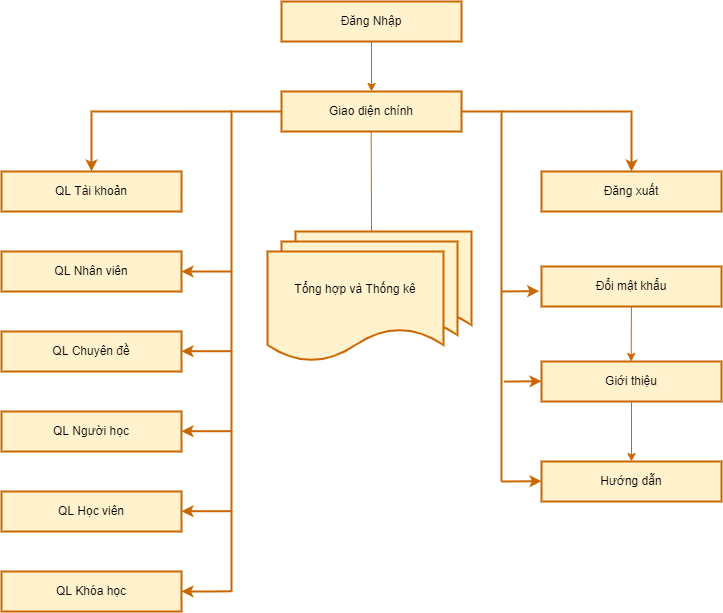 Đăng Nhập
Giao diện chính
QL Tải khoản
Đăng xuất
QL Nhân viên
Đổi mật khẩu
Tổng hợp và Thống kê
QL Chuyên đề
Giới thiệu
QL Người học
Hướng dẫn
QL Học viên
QL Khóa học